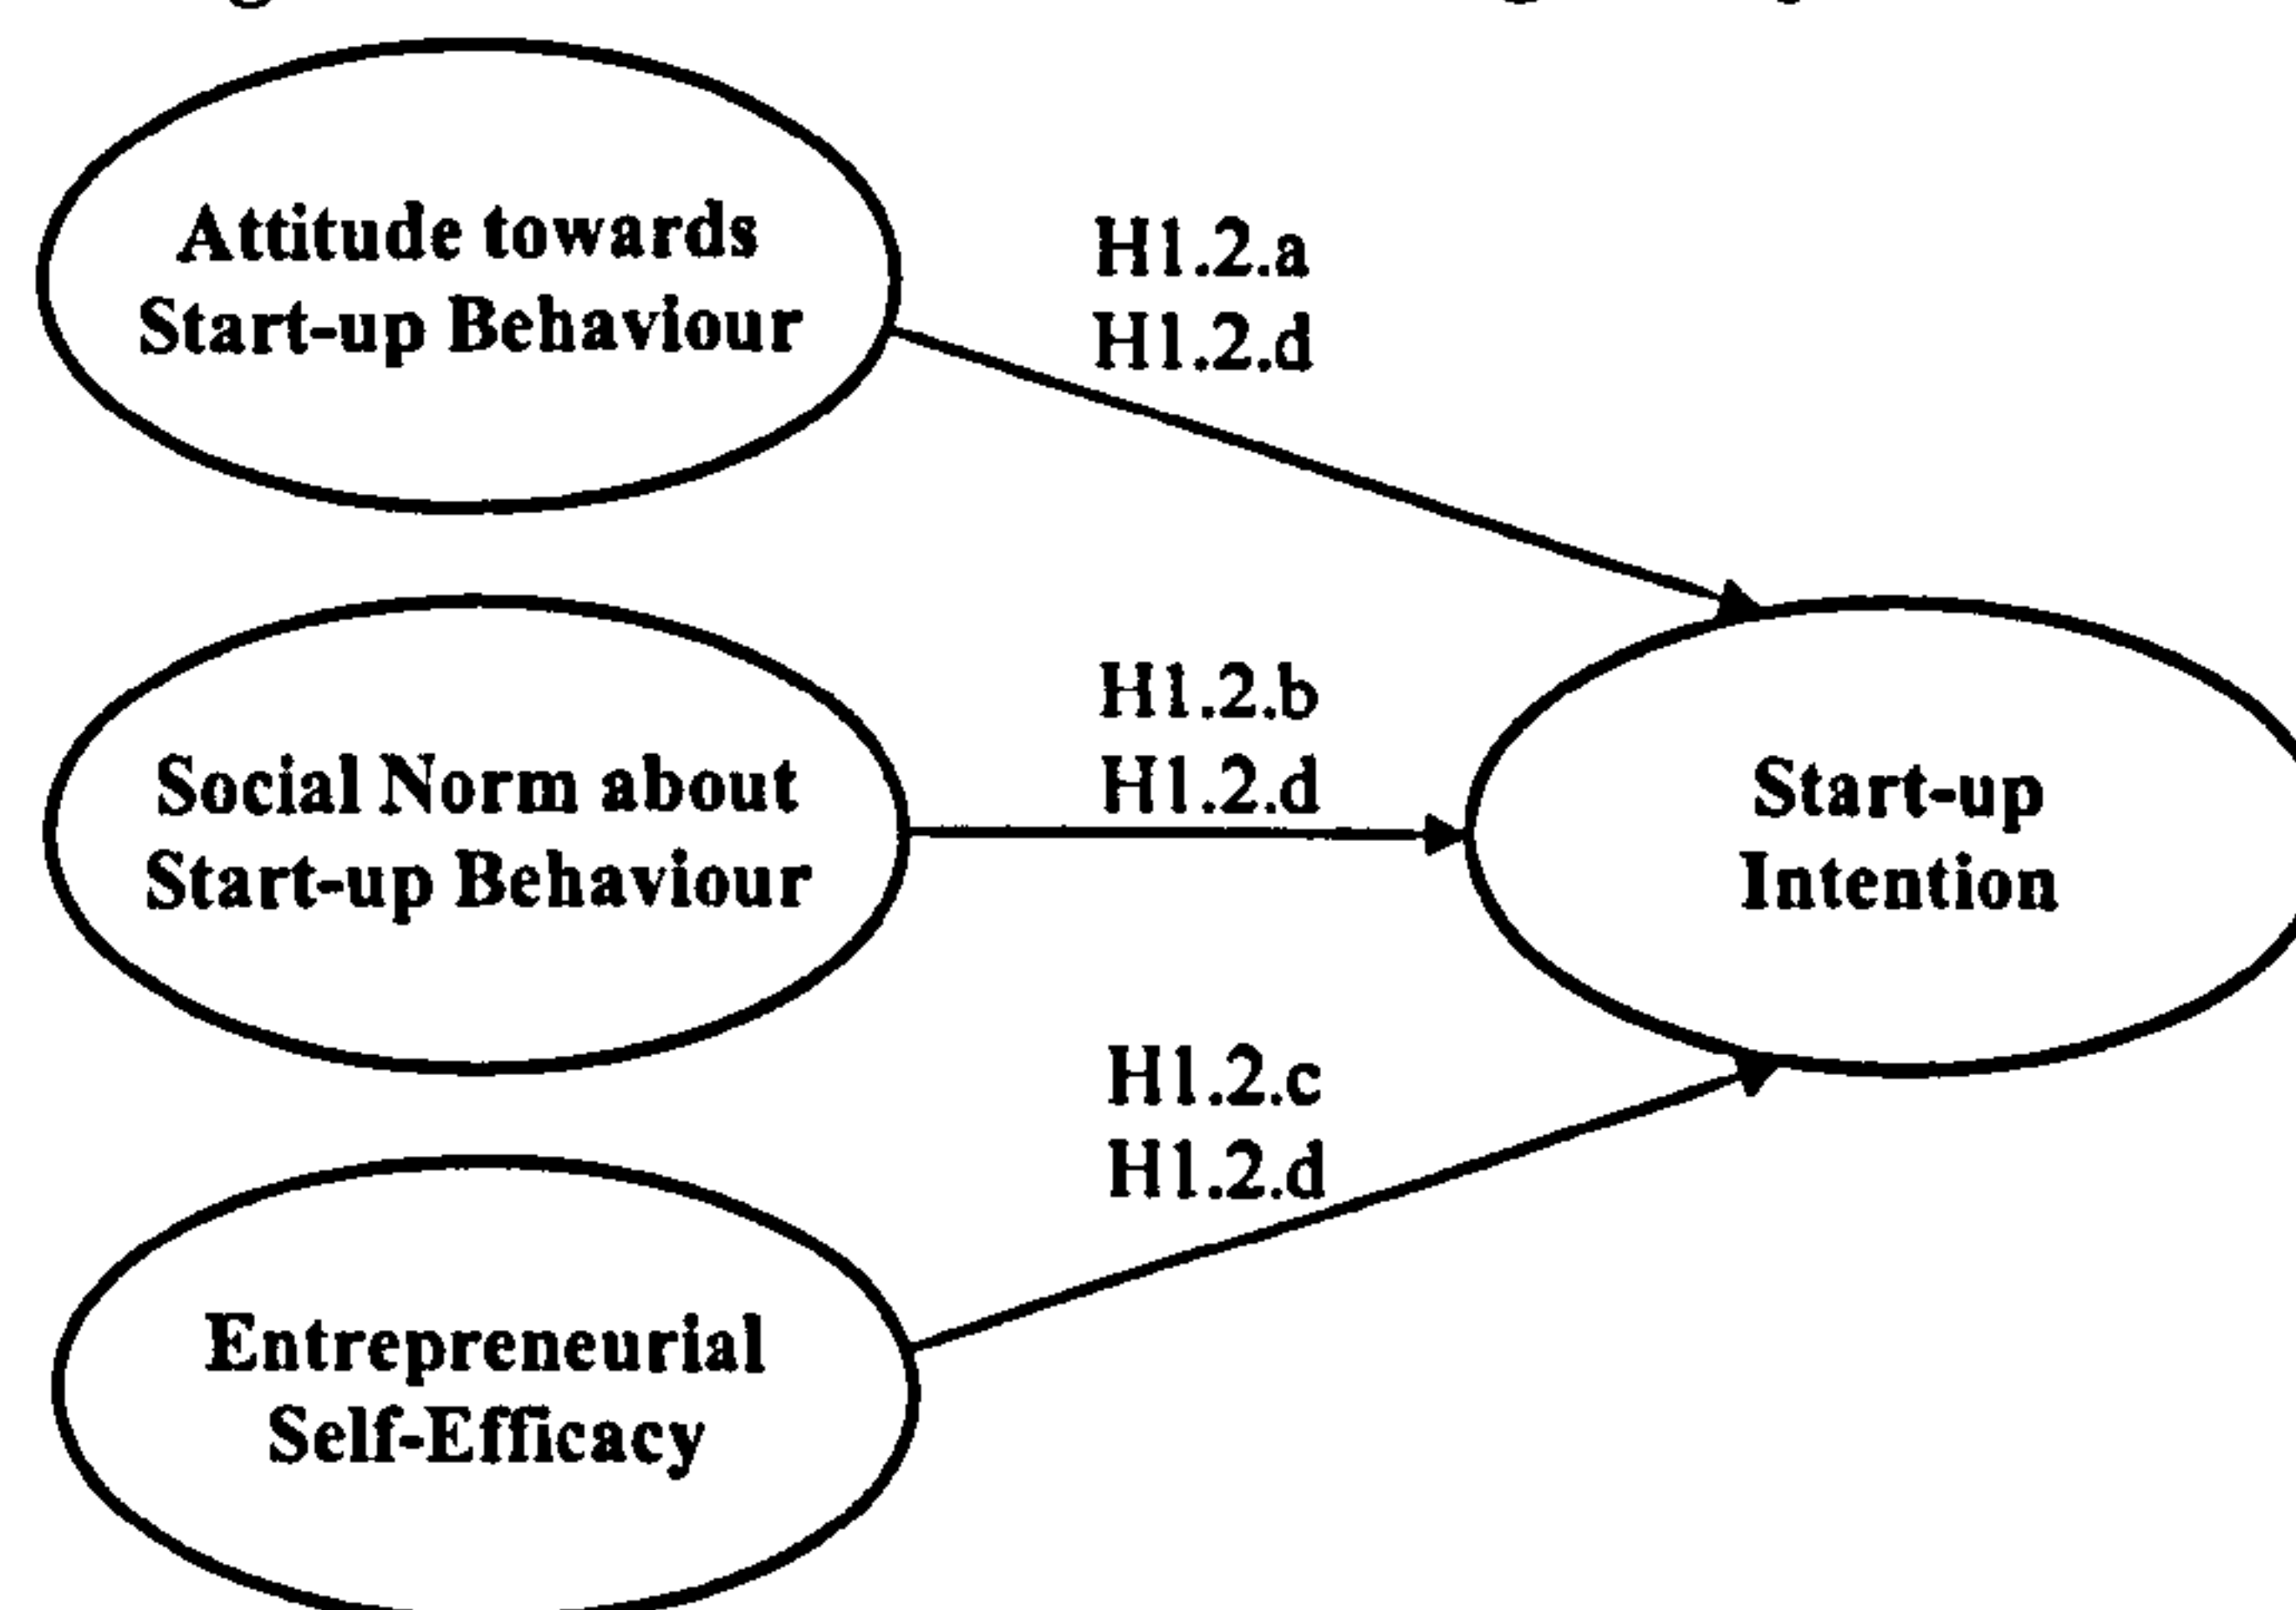 Attitude towards
Start-up Behaviour
H1.2.a
H1.2.d
Social Norm about
Start-up Behaviour
H1.2.b
H1.2.d
Start-up
Intention
H1.2.c
H1.2.d
Entrepreneurial
Self-Efficacy